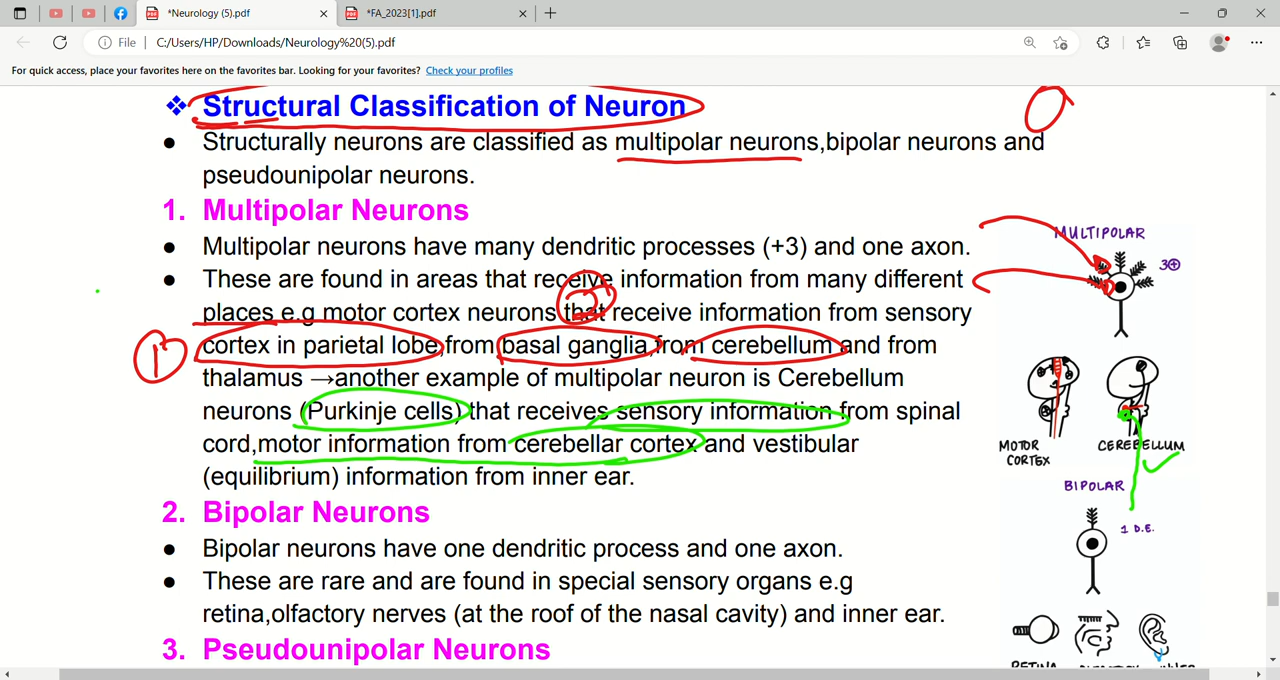 *Neurology (5).pdf
*FA_2023[1].pdf
File
C:/Users/HP/Downloads/Neurology%20(5).pdf
For quick access, place your favorites here on the favorites bar. Looking for your favorites? Check your profiles
❖ Structural Classification of Neuron
● Structurally neurons are classified as multipolar neurons,bipolar neurons and
pseudounipolar neurons.
1. Multipolar Neurons
● Multipolar neurons have many dendritic processes (+3) and one axon.
● These are found in areas that receive information from many different
places e.g motor cortex neurons that receive information from sensory
cortex in parietal lobe,from basal ganglia,from cerebellum and from
thalamus →another example of multipolar neuron is Cerebellum
neurons (Purkinje cells) that receives sensory information from spinal
cord,motor information from cerebellar cortex and vestibular
(equilibrium) information from inner ear.
2. Bipolar Neurons
● Bipolar neurons have one dendritic process and one axon.
● These are rare and are found in special sensory organs e.g
retina,olfactory nerves (at the roof of the nasal cavity) and inner ear.
3. Pseudounipolar Neurons
1
2
MULTIPOLAR
3⊕
MOTOR
CORTEX
CEREBELLUM
BIPOLAR
1 D.E.
RETINA